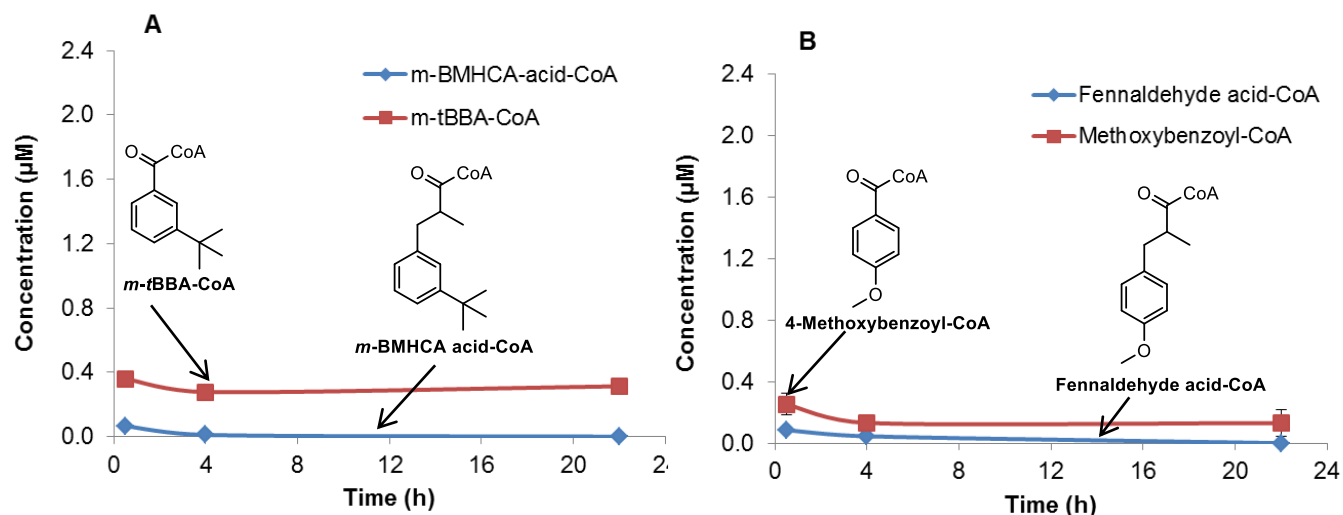 A
2.4
2.0
1.6
1.2
0.8
0.4
0.0
Concentration (µM)
m-BMHCA-acid-CoA
m-tBBA-CoA
O
CoA
m-tBBA-CoA
O
CoA
m-BMHCA acid-CoA
0
4
8
12
16
20
24
Time (h)
B
2.4
2.0
1.6
1.2
0.8
0.4
0.0
Concentration (µM)
Fennaldehyde acid-CoA
Methoxybenzoyl-CoA
O
CoA
O
4-Methoxybenzoyl-CoA
O
CoA
O
Fennaldehyde acid-CoA
0
4
8
12
16
20
24
Time (h)